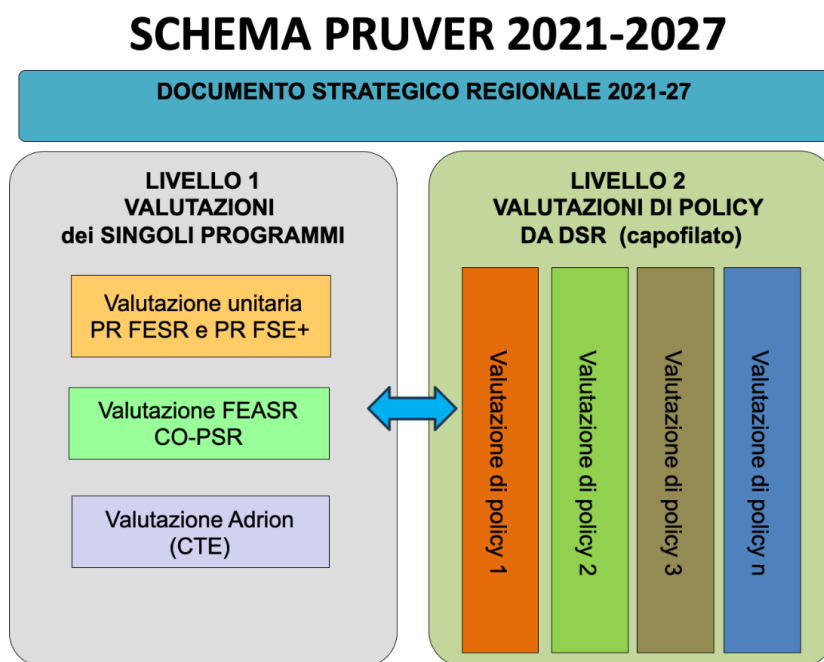 SCHEMA PRUVER 2021-2027
DOCUMENTO STRATEGICO REGIONALE 2021-27
LIVELLO 1
VALUTAZIONI
dei SINGOLI PROGRAMMI
Valutazione unitaria
PR FESR e PR FSE+
Valutazione FEASR
CO-PSR
Valutazione Adrion
(CTE)
LIVELLO 2
VALUTAZIONI DI POLICY
DA DSR (capofilato)
Valutazione di policy 1
Valutazione di policy 2
Valutazione di policy 3
Valutazione di policy n